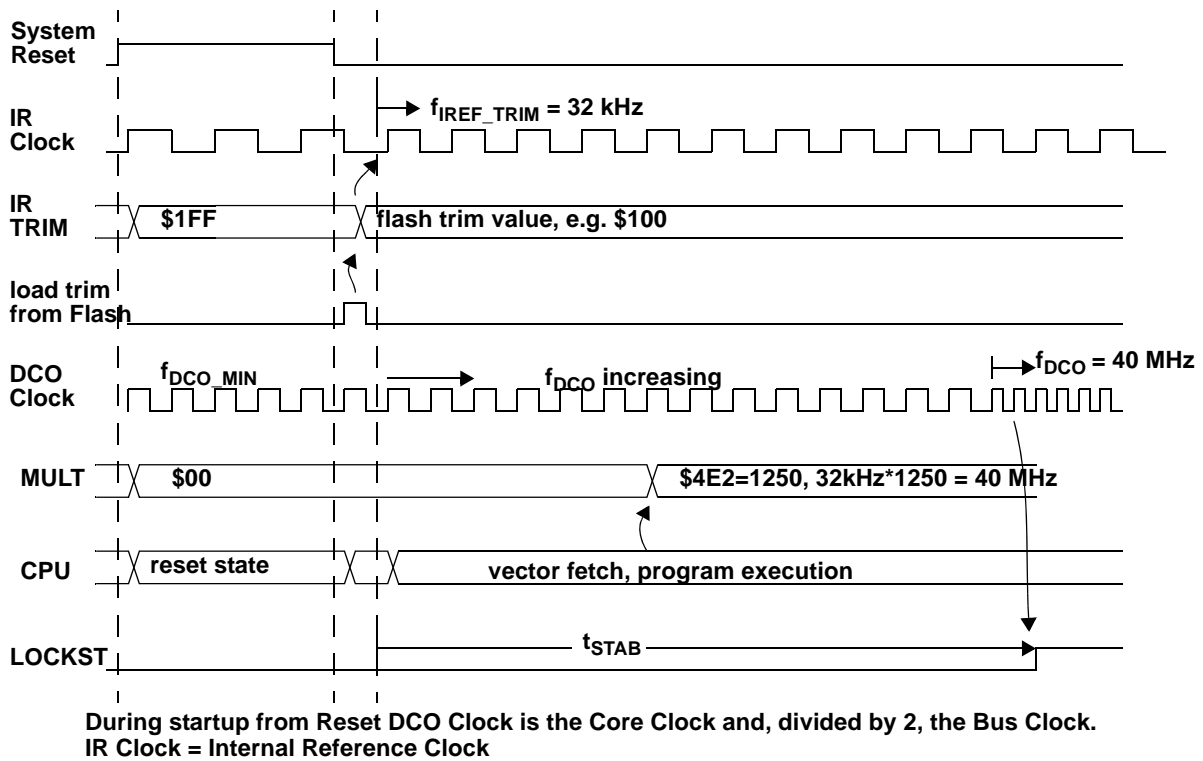 System
Reset
f_IREF_TRIM = 32 kHz
IR
Clock
IR
TRIM
$1FF
flash trim value, e.g. $100
load trim
from Flash
DCO
Clock
f_DCO_MIN
f_DCO increasing
f_DCO = 40 MHz
MULT
$00
$4E2=1250, 32kHz*1250 = 40 MHz
CPU
reset state
vector fetch, program execution
LOCKST
t_STAB
During startup from Reset DCO Clock is the Core Clock and, divided by 2, the Bus Clock.
IR Clock = Internal Reference Clock